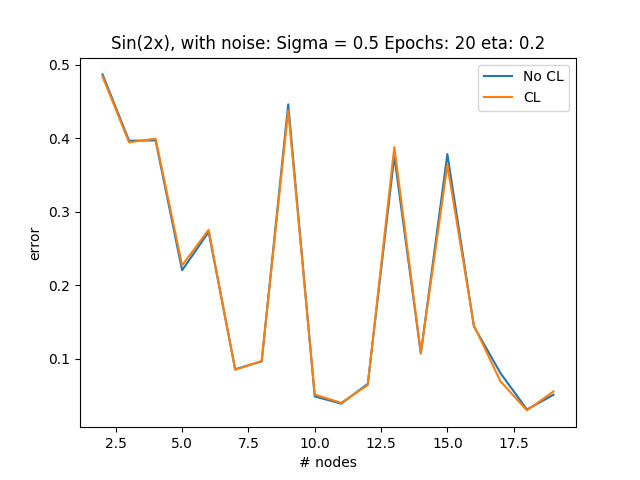 Sin(2x), with noise: Sigma = 0.5 Epochs: 20 eta: 0.2
No CL
CL
error
0.5
0.4
0.3
0.2
0.1
2.5 5.0 7.5 10.0 12.5 15.0 17.5
# nodes